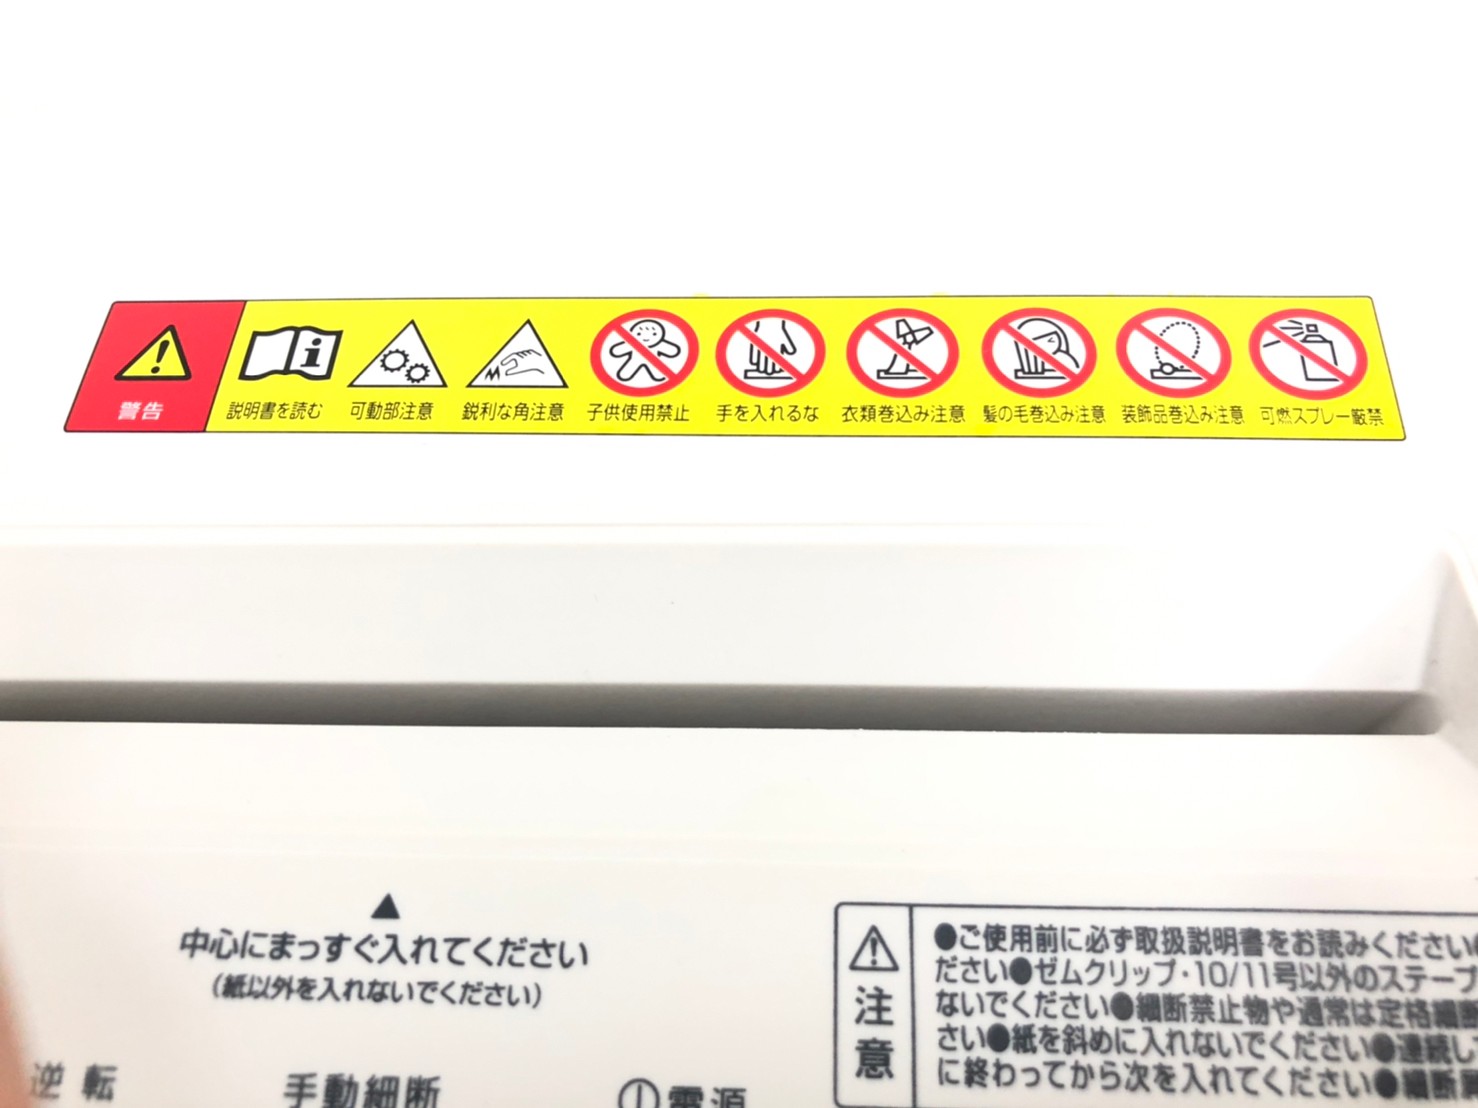 警告
説明書を読む
可動部注意
鋭利な角注意
子供使用禁止
手を入れるな
衣類巻込み注意
髪の毛巻込み注意
装飾品巻込み注意
可燃スプレー厳禁
▲
中心にまっすぐ入れてください
(紙以外を入れないでください)
逆転
手動細断
電源
注意
●ご使用前に必ず取扱説明書をお読みください
ださい●ゼムクリップ・10/11号以外のステープ
ないでください●細断禁止物や通常は定格細断
さい●紙を斜めに入れないでください●連続し
に終わってから次を入れてください●細断